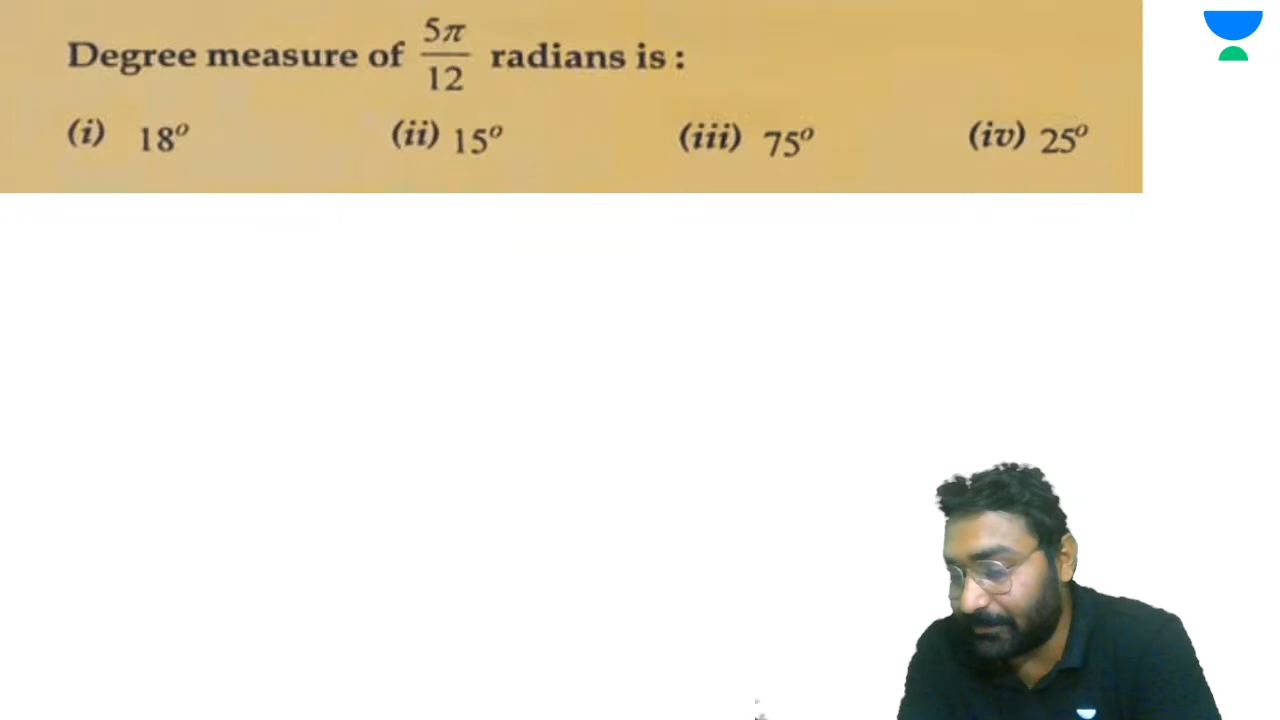 Degree measure of 5π/12 radians is :
(i) 18° (ii) 15° (iii) 75° (iv) 25°